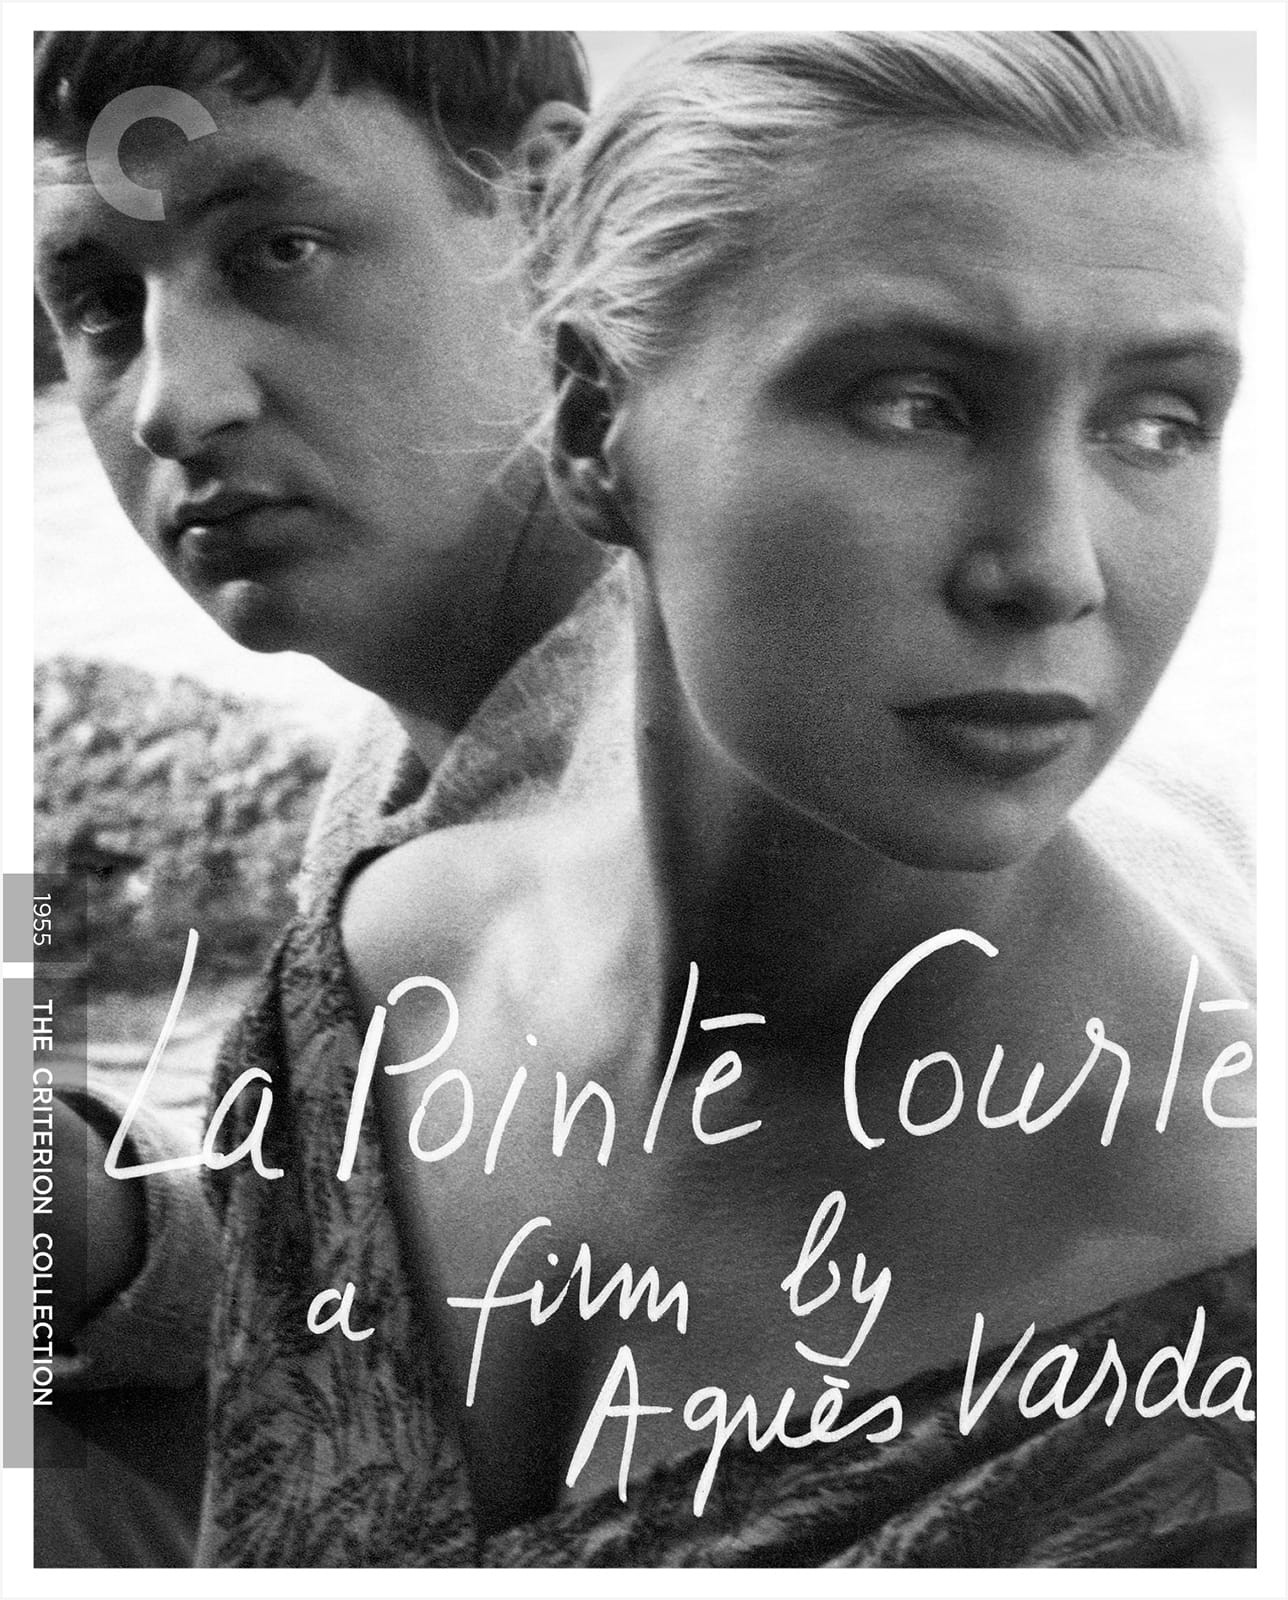 1955
THE CRITERION COLLECTION
La Pointe Courte
a film by
Agnès Varda